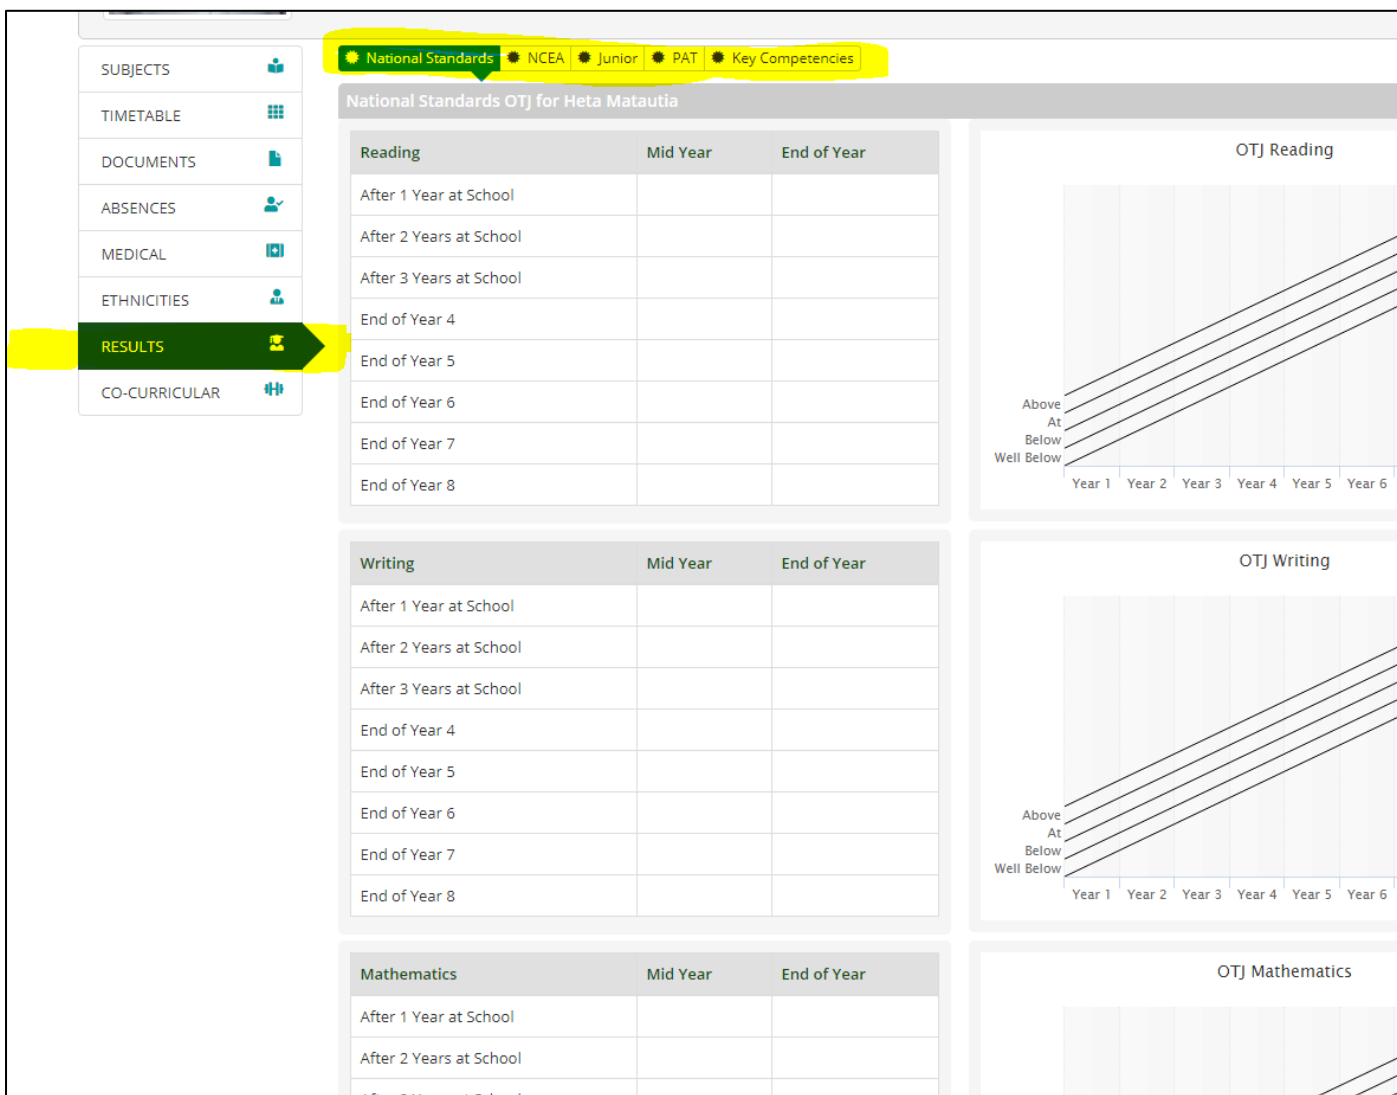 SUBJECTS
TIMETABLE
DOCUMENTS
ABSENCES
MEDICAL
ETHNICITIES
RESULTS
CO-CURRICULAR
National Standards NCEA Junior PAT Key Competencies
National Standards OTJ for Heta Matautia
Reading Mid Year End of Year
After 1 Year at School
After 2 Years at School
After 3 Years at School
End of Year 4
End of Year 5
End of Year 6
End of Year 7
End of Year 8
OTJ Reading
Above
At
Below
Well Below
Year 1 Year 2 Year 3 Year 4 Year 5 Year 6
Writing Mid Year End of Year
After 1 Year at School
After 2 Years at School
After 3 Years at School
End of Year 4
End of Year 5
End of Year 6
End of Year 7
End of Year 8
OTJ Writing
Above
At
Below
Well Below
Year 1 Year 2 Year 3 Year 4 Year 5 Year 6
Mathematics Mid Year End of Year
After 1 Year at School
After 2 Years at School
OTJ Mathematics